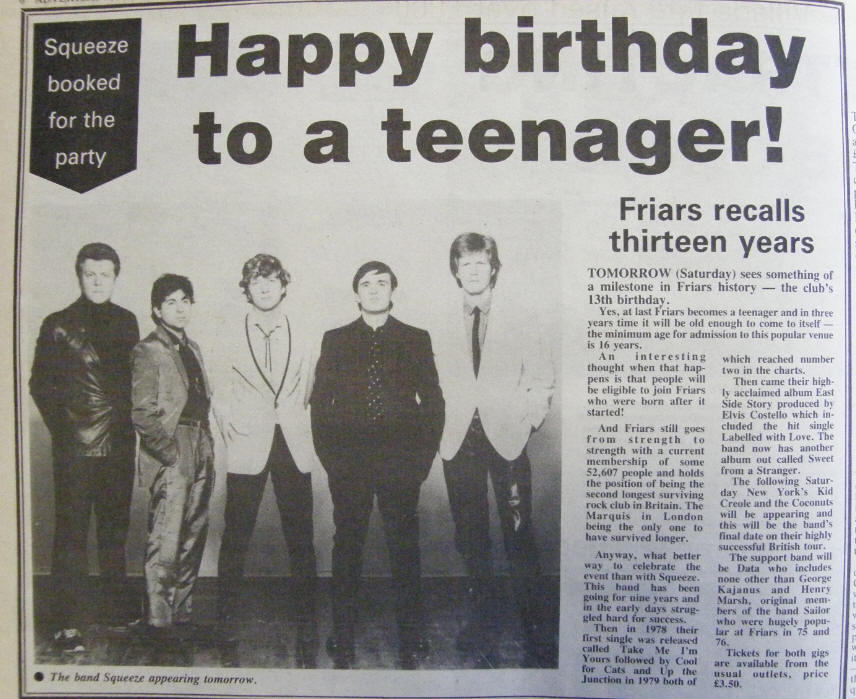 Squeeze
booked
for the
party
Happy birthday
to a teenager!
Friars recalls
thirteen years
TOMORROW (Saturday) sees something of
a milestone in Friars history — the club's
13th birthday.
Yes, at last Friars becomes a teenager and in three
years time it will be old enough to come to itself —
the minimum age for admission to this popular venue
is 16 years.
An interesting
thought when that hap-
pens is that people will
be eligible to join Friars
who were born after it
started!
And Friars still goes
from strength to
strength with a current
membership of some
52,607 people and holds
the position of being the
second longest surviving
rock club in Britain. The
Marquis in London
being the only one to
have survived longer.
Anyway, what better
way to celebrate the
event than with Squeeze.
This band has been
going for nine years and
in the early days strug-
gled hard for success.
Then in 1978 their
first single was released
called Take Me I'm
Yours followed by Cool
for Cats and Up the
Junction in 1979 both of
which reached number
two in the charts.
Then came their high-
ly acclaimed album East
Side Story produced by
Elvis Costello which in-
cluded the hit single
Labelled with Love. The
band now has another
album out called Sweet
from a Stranger.
The following Satur-
day New York's Kid
Creole and the Coconuts
will be appearing and
this will be the band's
final date on their highly
successful British tour.
The support band will
be Data who includes
none other than George
Kajanus and Henry
Marsh, original mem-
bers of the band Sailor
who were hugely popu-
lar at Friars in 75 and
76.
Tickets for both gigs
are available from the
usual outlets, price
£3.50.
● The band Squeeze appearing tomorrow.